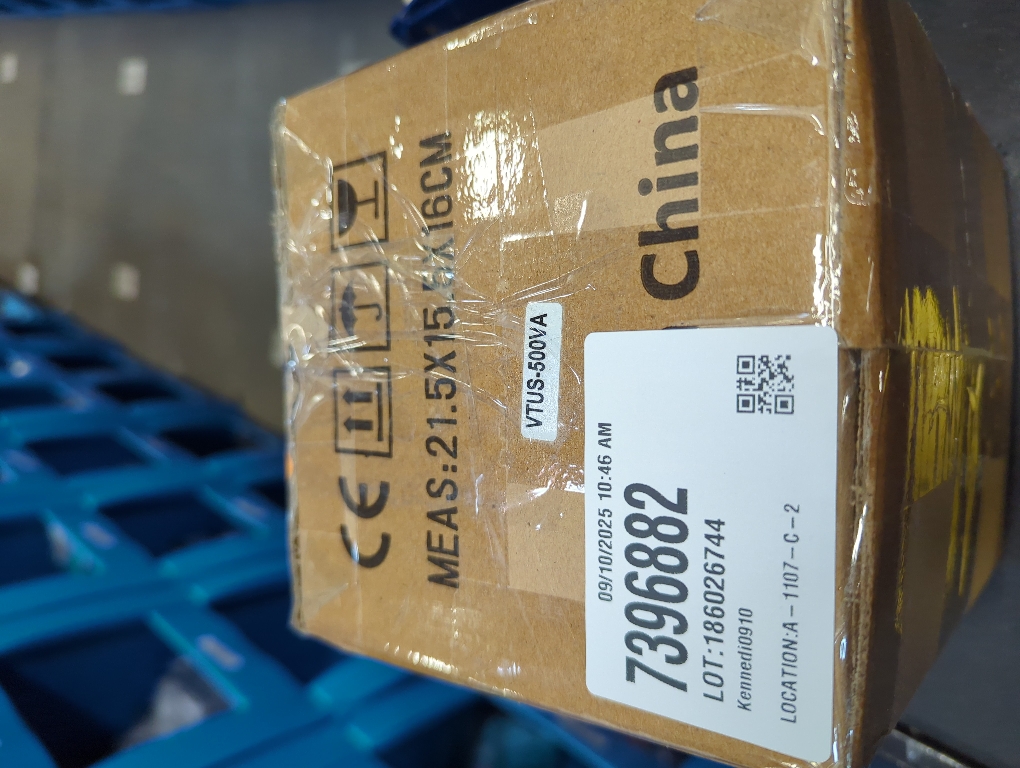 CE
MEAS:21.5X15.5X16CM
VTUS-500VA
China
09/10/2025 10:46 AM
7396882
LOT:186026744
Kennedi0910
LOCATION:A-1107-C-2